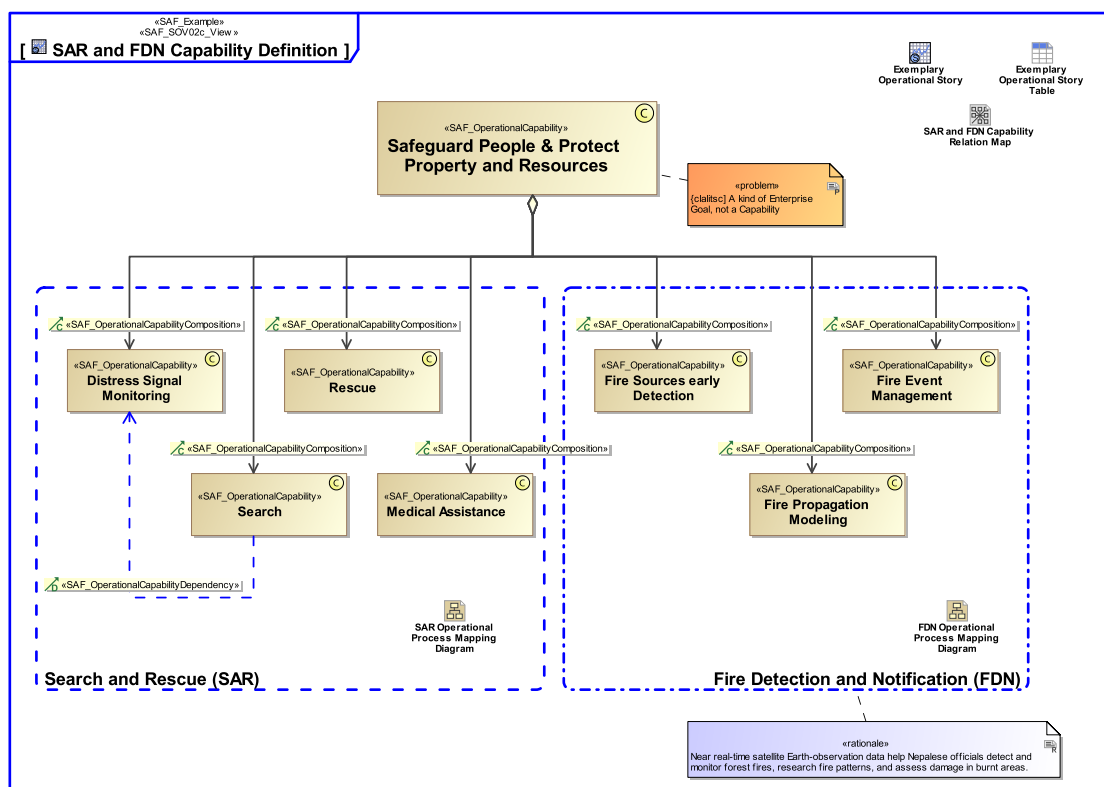 «SAF_Example»
«SAF_SOV02c_View »
[ SAR and FDN Capability Definition ]
Exemplary
Operational Story
Exemplary
Operational Story
Table
SAR and FDN Capability
Relation Map
C
«SAF_OperationalCapability»
Safeguard People & Protect
Property and Resources
«problem»
{clalitsc] A kind of Enterprise
Goal, not a Capability
P
C «SAF_OperationalCapabilityComposition»
C «SAF_OperationalCapabilityComposition»
C «SAF_OperationalCapabilityComposition»
C «SAF_OperationalCapabilityComposition»
C
«SAF_OperationalCapability»
Distress Signal
Monitoring
C
«SAF_OperationalCapability»
Rescue
C
«SAF_OperationalCapability»
Fire Sources early
Detection
C
«SAF_OperationalCapability»
Fire Event
Management
C «SAF_OperationalCapabilityComposition»
C «SAF_OperationalCapabilityComposition»
C «SAF_OperationalCapabilityComposition»
C
«SAF_OperationalCapability»
Search
C
«SAF_OperationalCapability»
Medical Assistance
C
«SAF_OperationalCapability»
Fire Propagation
Modeling
D «SAF_OperationalCapabilityDependency»
SAR Operational
Process Mapping
Diagram
FDN Operational
Process Mapping
Diagram
Search and Rescue (SAR)
Fire Detection and Notification (FDN)
«rationale»
Near real-time satellite Earth-observation data help Nepalese officials detect and
monitor forest fires, research fire patterns, and assess damage in burnt areas.
R